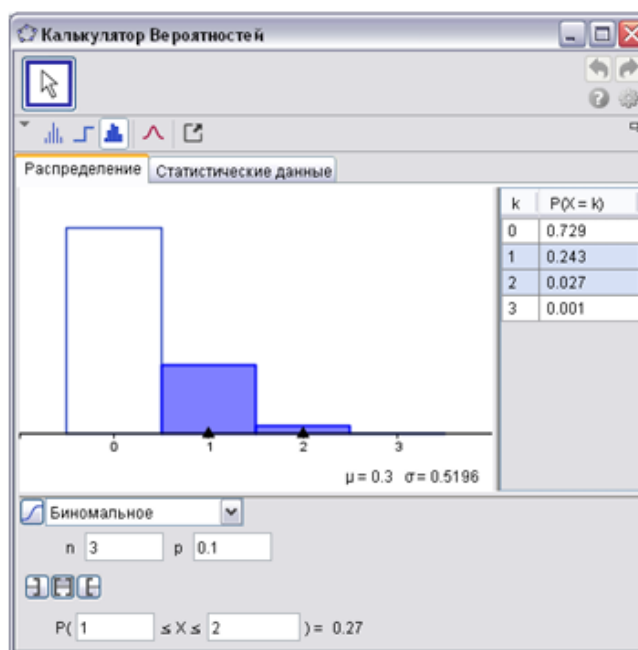 Калькулятор Вероятностей
Распределение Статистические данные
k P(X = k)
0 0.729
1 0.243
2 0.027
3 0.001
0 1 2 3
μ = 0.3 σ = 0.5196
Биномальное
n 3 p 0.1
P( 1 ≤ X ≤ 2 ) = 0.27